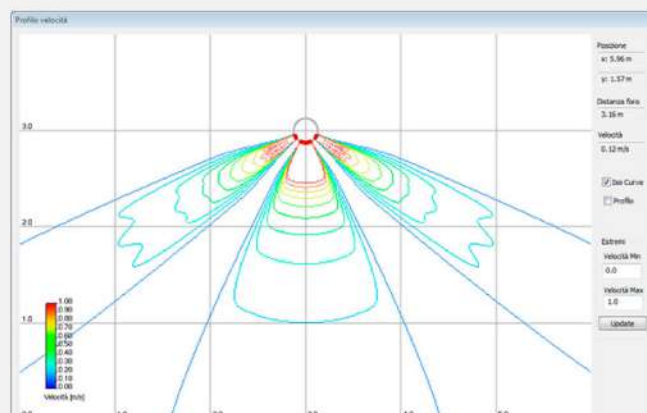 Profilo velocità
Posizione
x: 5.96 m
y: 1.57 m
Distanza foro
3.16 m
Velocità
0.12 m/s
Iso Curve
Profilo
Estremi
Velocità Min
0.0
Velocità Max
1.0
Update
3.0
2.0
1.0
1.00
0.90
0.80
0.70
0.60
0.50
0.40
0.30
0.20
0.10
0.00
Velocità [m/s]